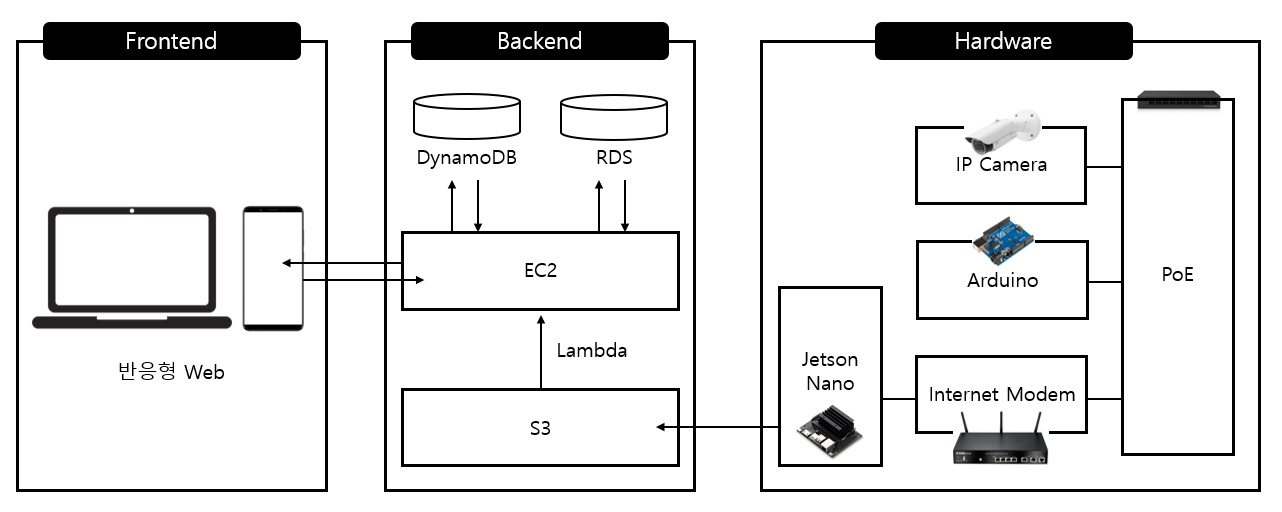 Frontend
Backend
Hardware
DynamoDB
RDS
EC2
Lambda
S3
반응형 Web
IP Camera
Arduino
PoE
Jetson
Nano
Internet Modem